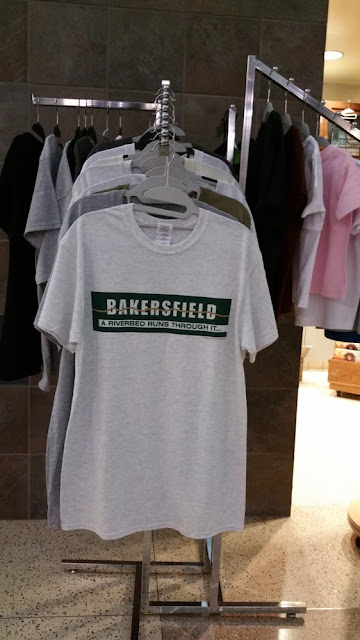 BAKERSFIELD
A RIVERBED RUNS THROUGH IT...